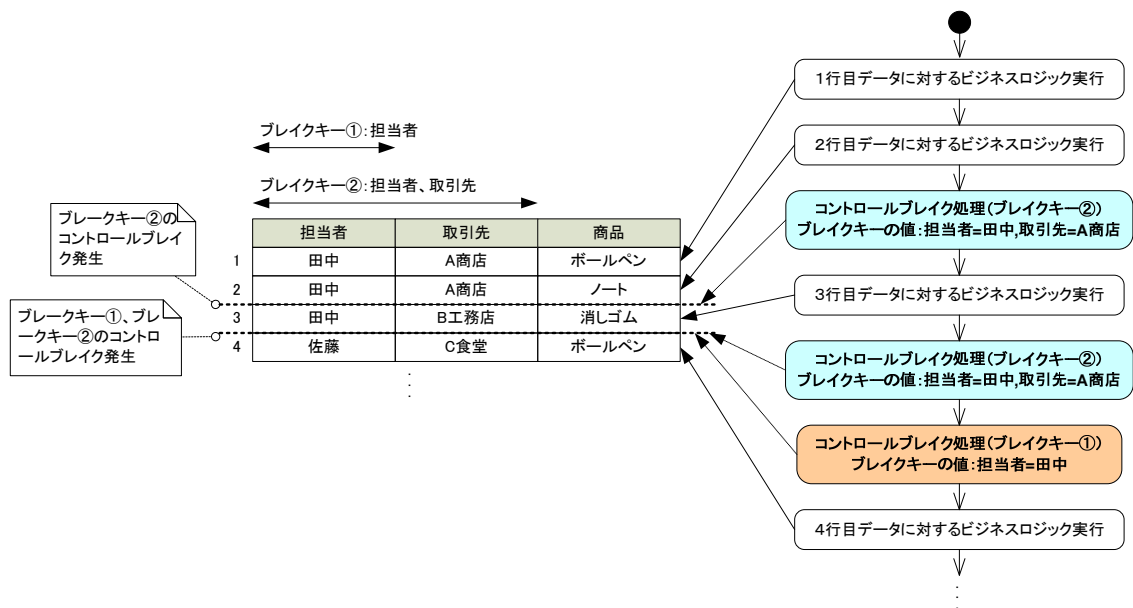 ブレイクキー①：担当者
ブレイクキー②：担当者、取引先
ブレークキー②の
コントロールブレイ
ク発生
ブレークキー①、ブレ
ークキー②のコントロ
ールブレイク発生
担当者 取引先 商品
1 田中 A商店 ボールペン
2 田中 A商店 ノート
3 田中 B工務店 消しゴム
4 佐藤 C食堂 ボールペン
1行目データに対するビジネスロジック実行
2行目データに対するビジネスロジック実行
コントロールブレイク処理（ブレイクキー②）
ブレイクキーの値：担当者=田中,取引先=A商店
3行目データに対するビジネスロジック実行
コントロールブレイク処理（ブレイクキー②）
ブレイクキーの値：担当者=田中,取引先=A商店
コントロールブレイク処理（ブレイクキー①）
ブレイクキーの値：担当者=田中
4行目データに対するビジネスロジック実行